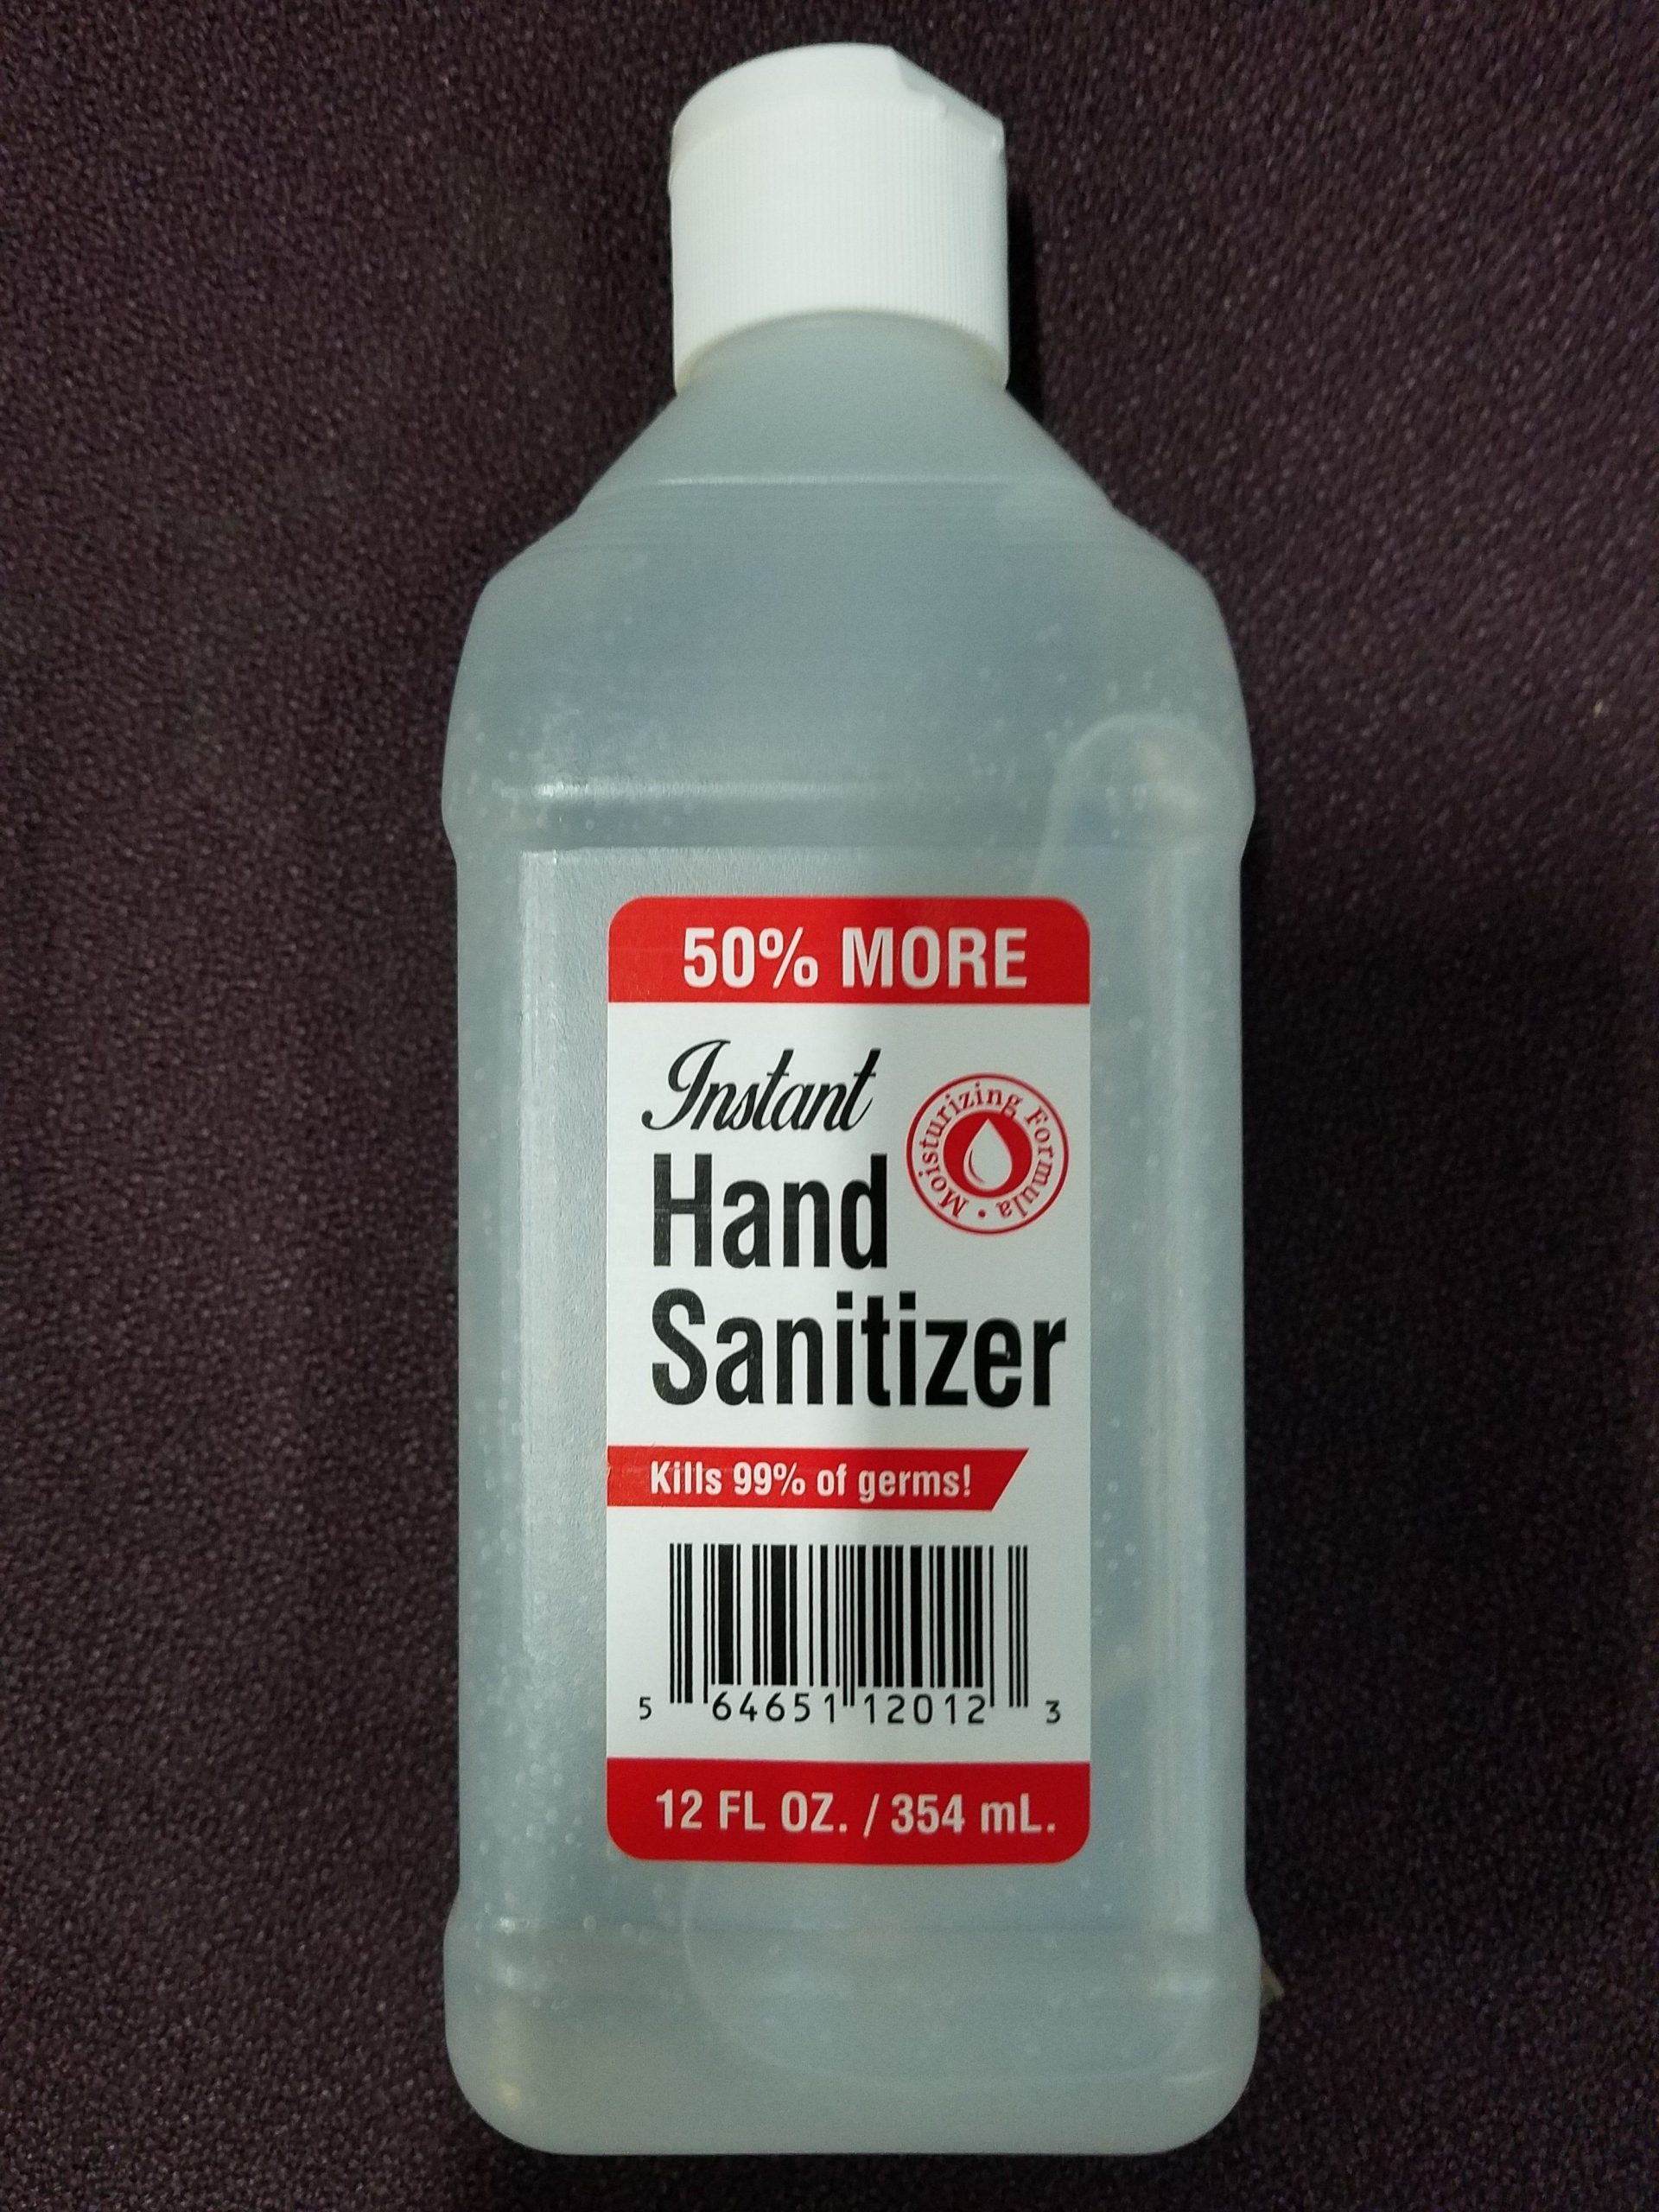 50% MORE
Instant
Moisturizing Formula •
Hand
Sanitizer
Kills 99% of germs!
5 64651 12012 3
12 FL OZ. / 354 mL.